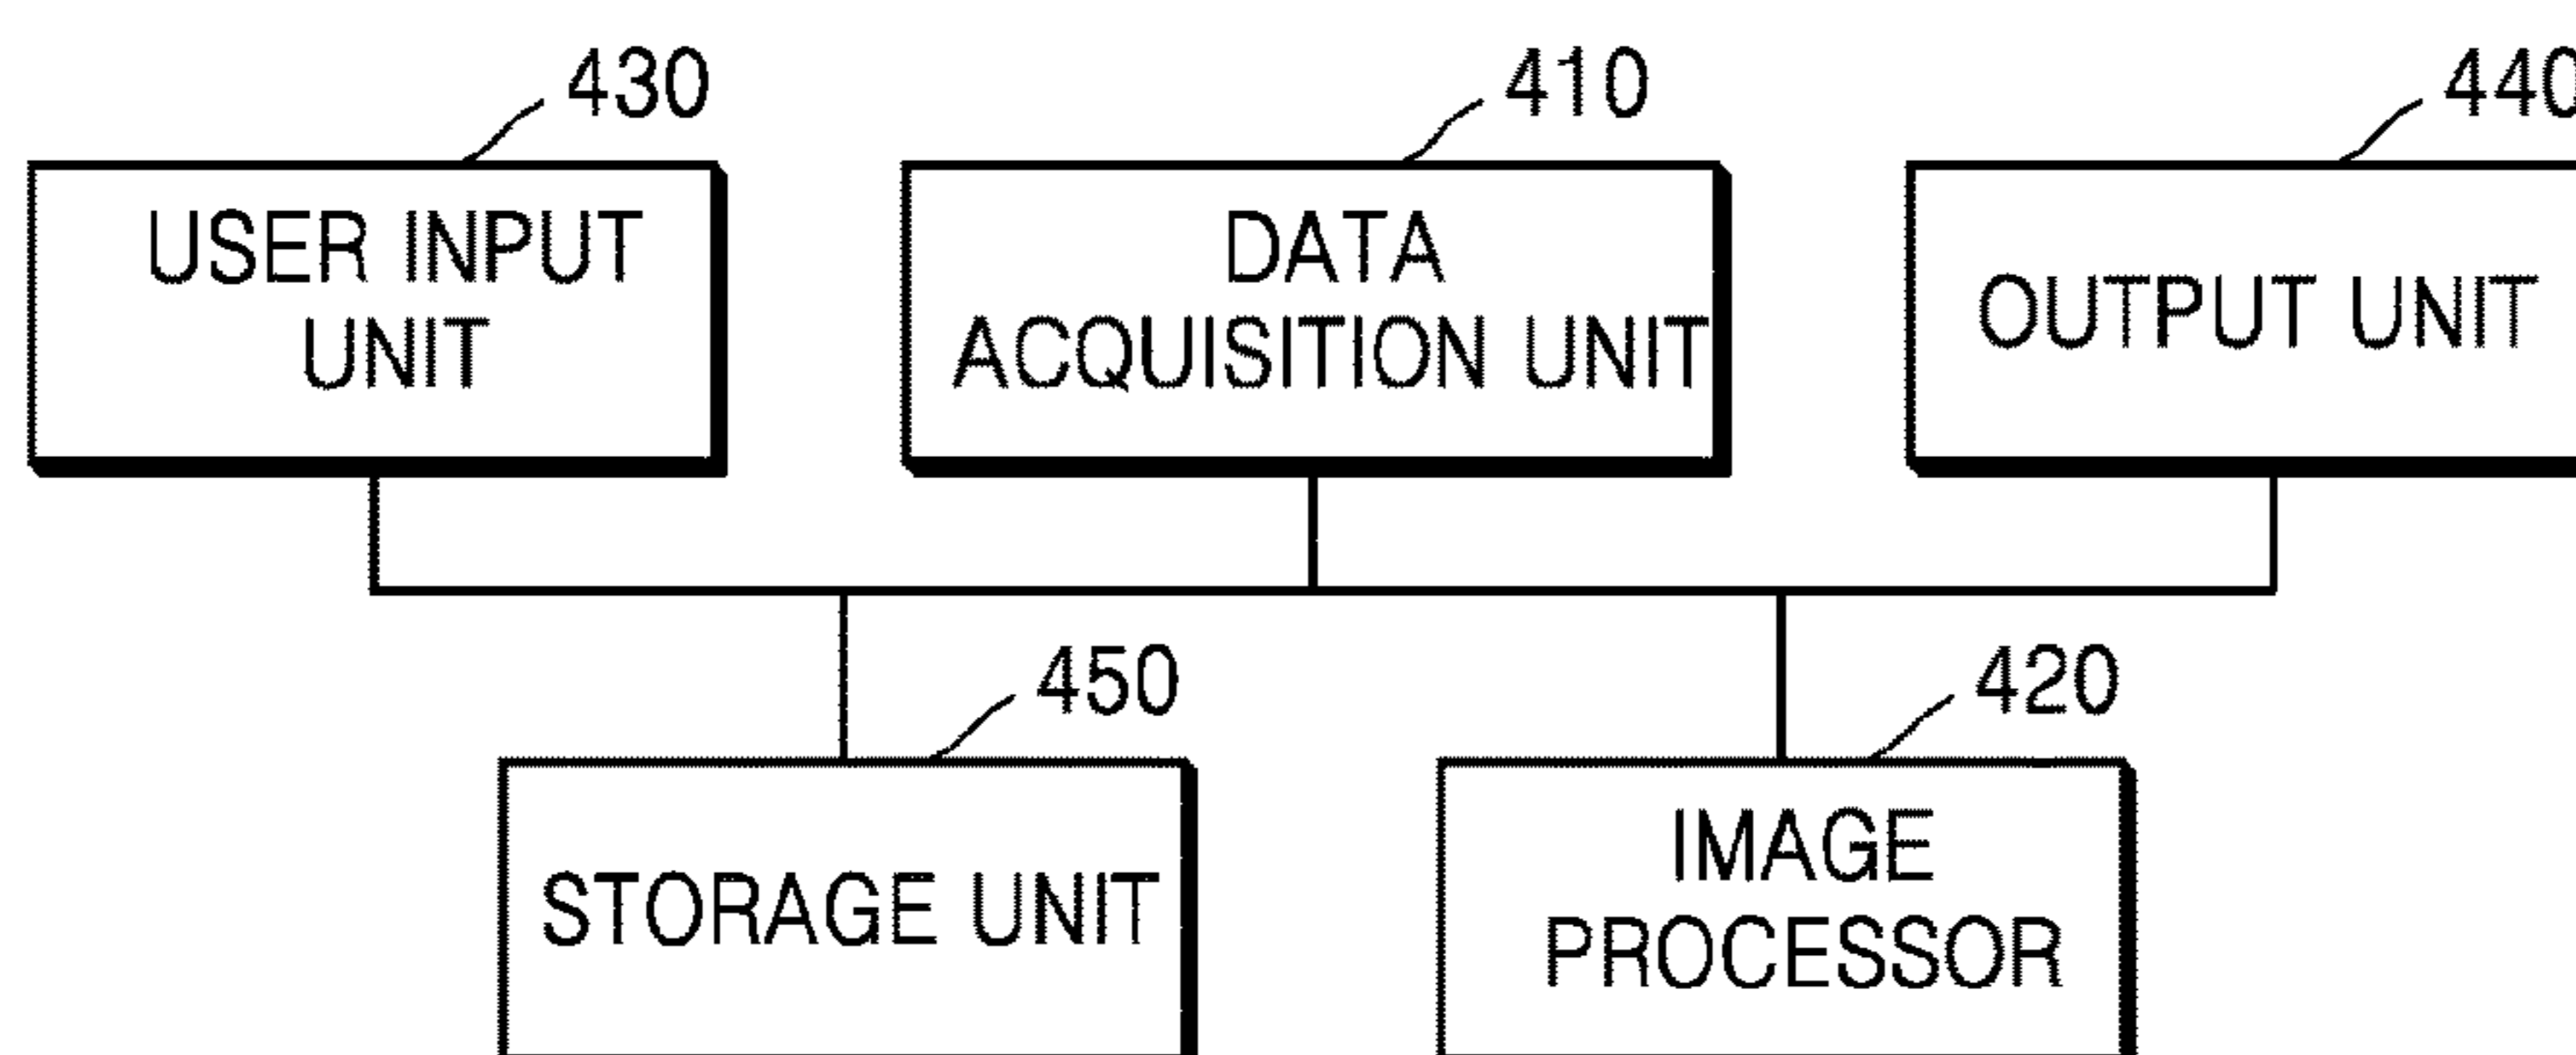 430
410
440
USER INPUT
UNIT
DATA
ACQUISITION UNIT
OUTPUT UNIT
450
420
STORAGE UNIT
IMAGE
PROCESSOR